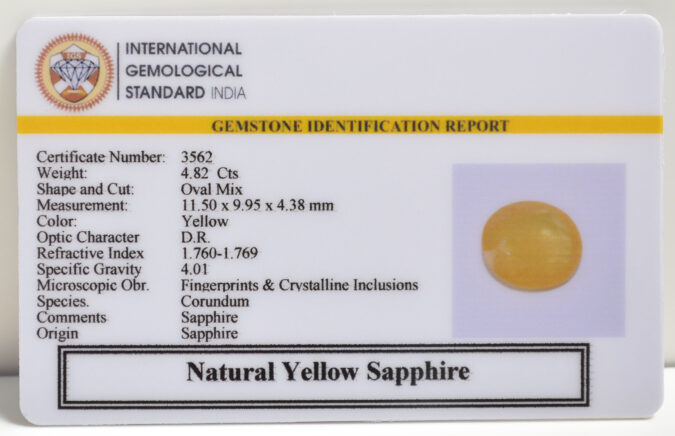 IGS
INTERNATIONAL
GEMOLOGICAL
STANDARD INDIA
GEMSTONE IDENTIFICATION REPORT
Certificate Number: 3562
Weight: 4.82 Cts
Shape and Cut: Oval Mix
Measurement: 11.50 x 9.95 x 4.38 mm
Color: Yellow
Optic Character D.R.
Refractive Index 1.760-1.769
Specific Gravity 4.01
Microscopic Obr. Fingerprints & Crystalline Inclusions
Species. Corundum
Comments Sapphire
Origin Sapphire
Natural Yellow Sapphire